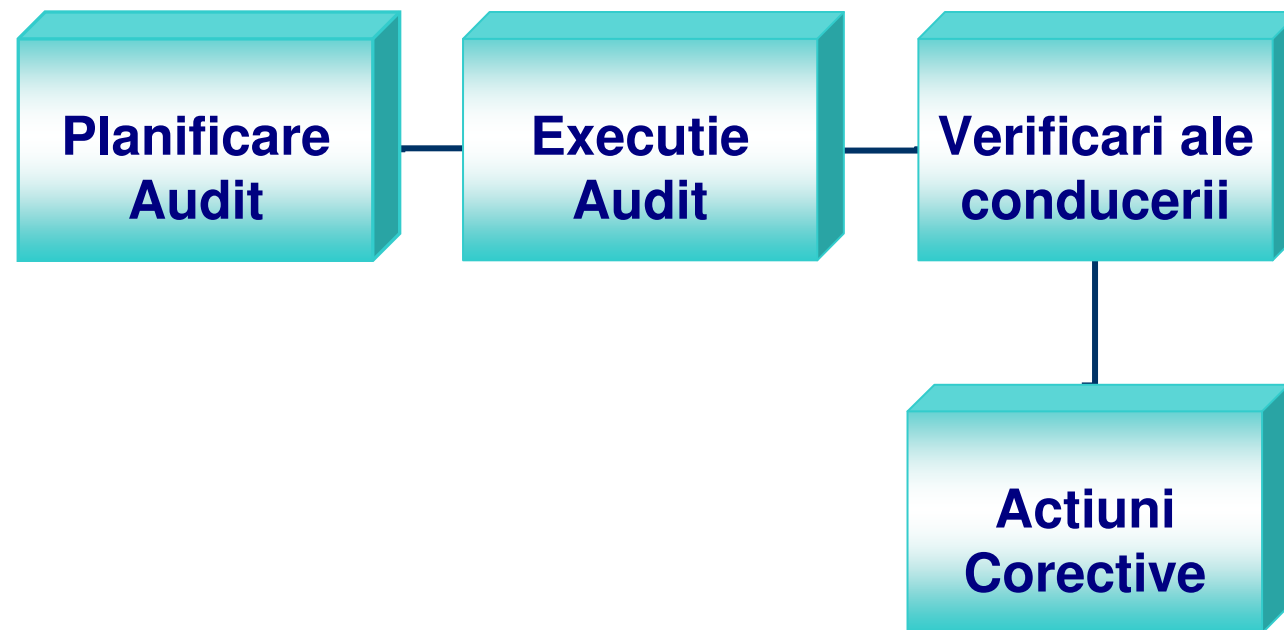 Planificare
Audit
Executie
Audit
Verificari ale
conducerii
Actiuni
Corective